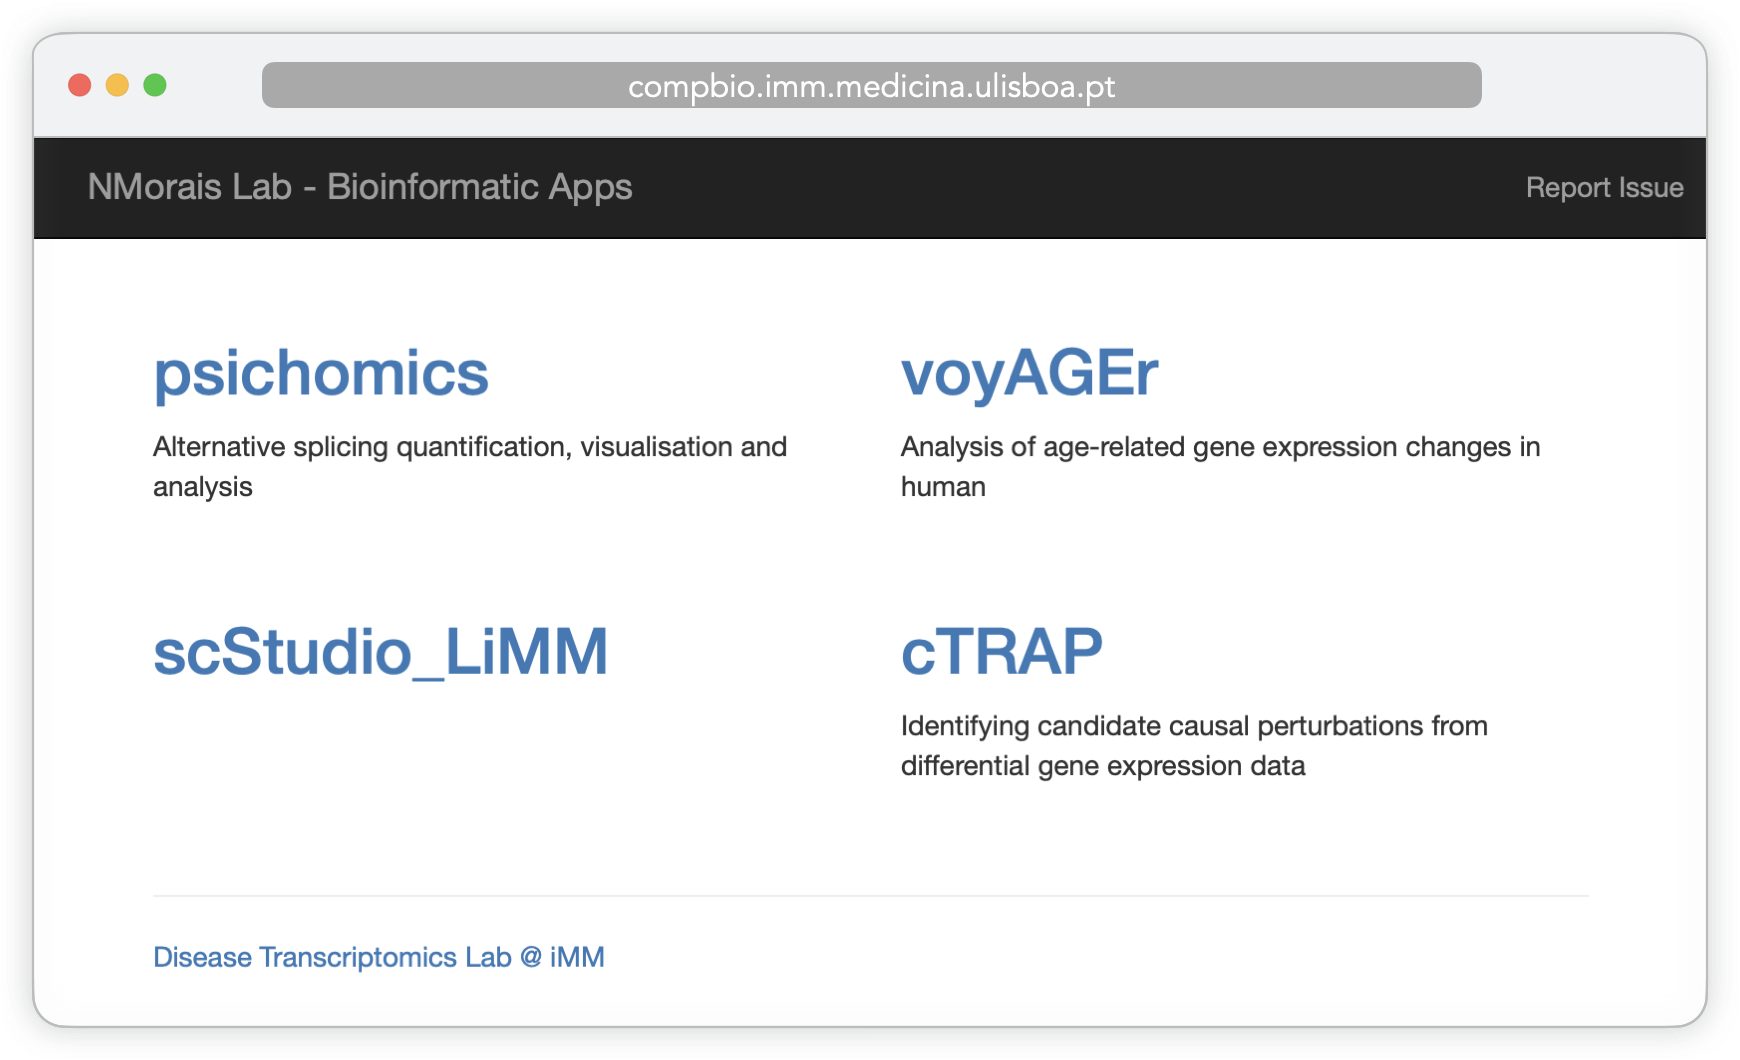 compbio.imm.medicina.ulisboa.pt
NMorais Lab - Bioinformatic Apps
Report Issue
psichomics
Alternative splicing quantification, visualisation and
analysis
voyAGEr
Analysis of age-related gene expression changes in
human
scStudio_LiMM
cTRAP
Identifying candidate causal perturbations from
differential gene expression data
Disease Transcriptomics Lab @ iMM